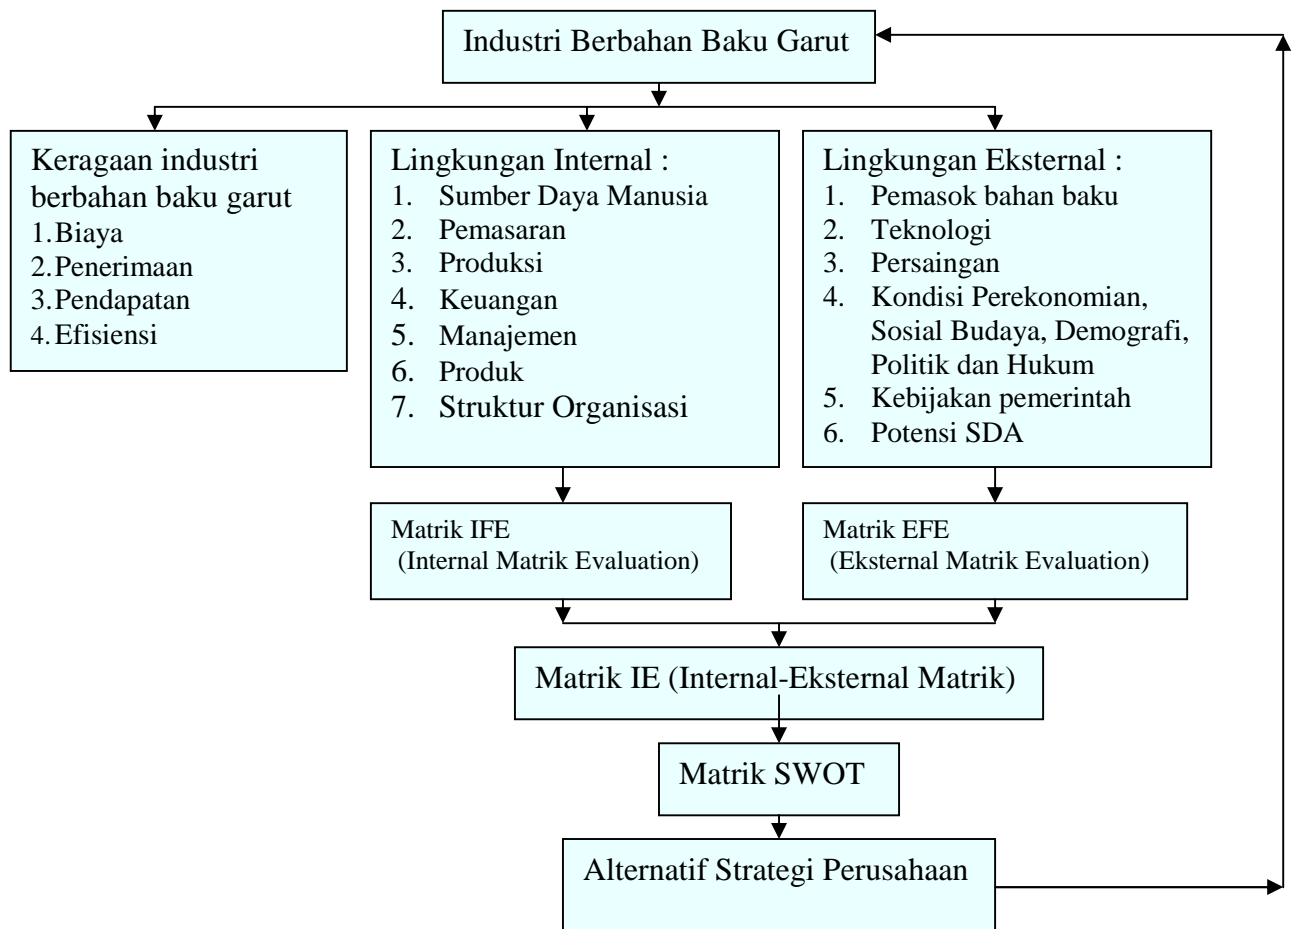 Industri Berbahan Baku Garut
Keragaan industri
berbahan baku garut
1.Biaya
2.Penerimaan
3.Pendapatan
4.Efisiensi
Lingkungan Internal :
1. Sumber Daya Manusia
2. Pemasaran
3. Produksi
4. Keuangan
5. Manajemen
6. Produk
7. Struktur Organisasi
Lingkungan Eksternal :
1. Pemasok bahan baku
2. Teknologi
3. Persaingan
4. Kondisi Perekonomian,
Sosial Budaya, Demografi,
Politik dan Hukum
5. Kebijakan pemerintah
6. Potensi SDA
Matrik IFE
(Internal Matrik Evaluation)
Matrik EFE
(Eksternal Matrik Evaluation)
Matrik IE (Internal-Eksternal Matrik)
Matrik SWOT
Alternatif Strategi Perusahaan